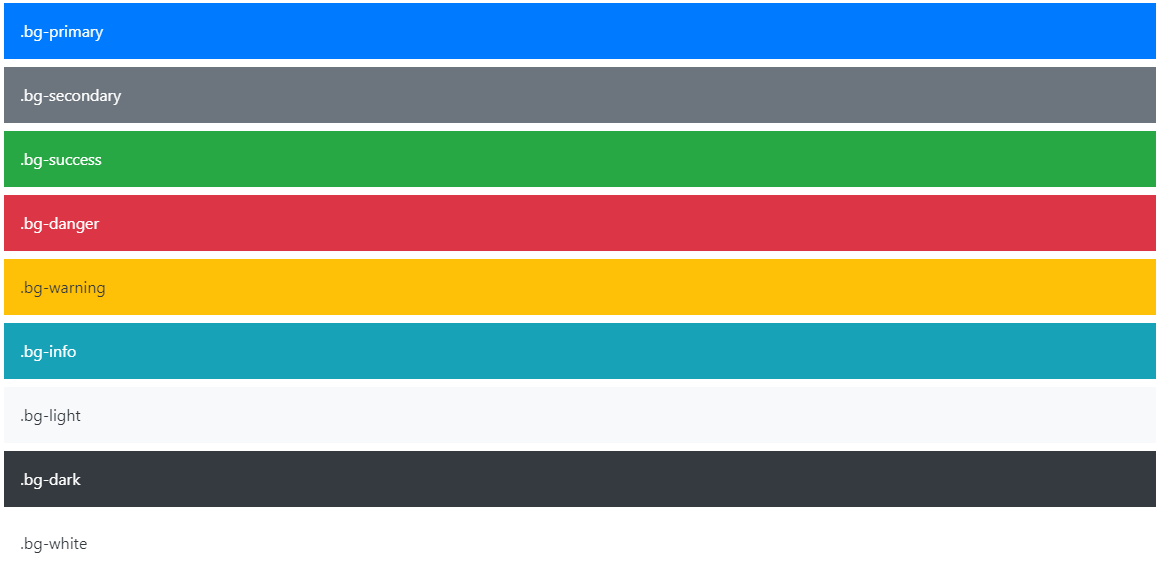 .bg-primary
.bg-secondary
.bg-success
.bg-danger
.bg-warning
.bg-info
.bg-light
.bg-dark
.bg-white